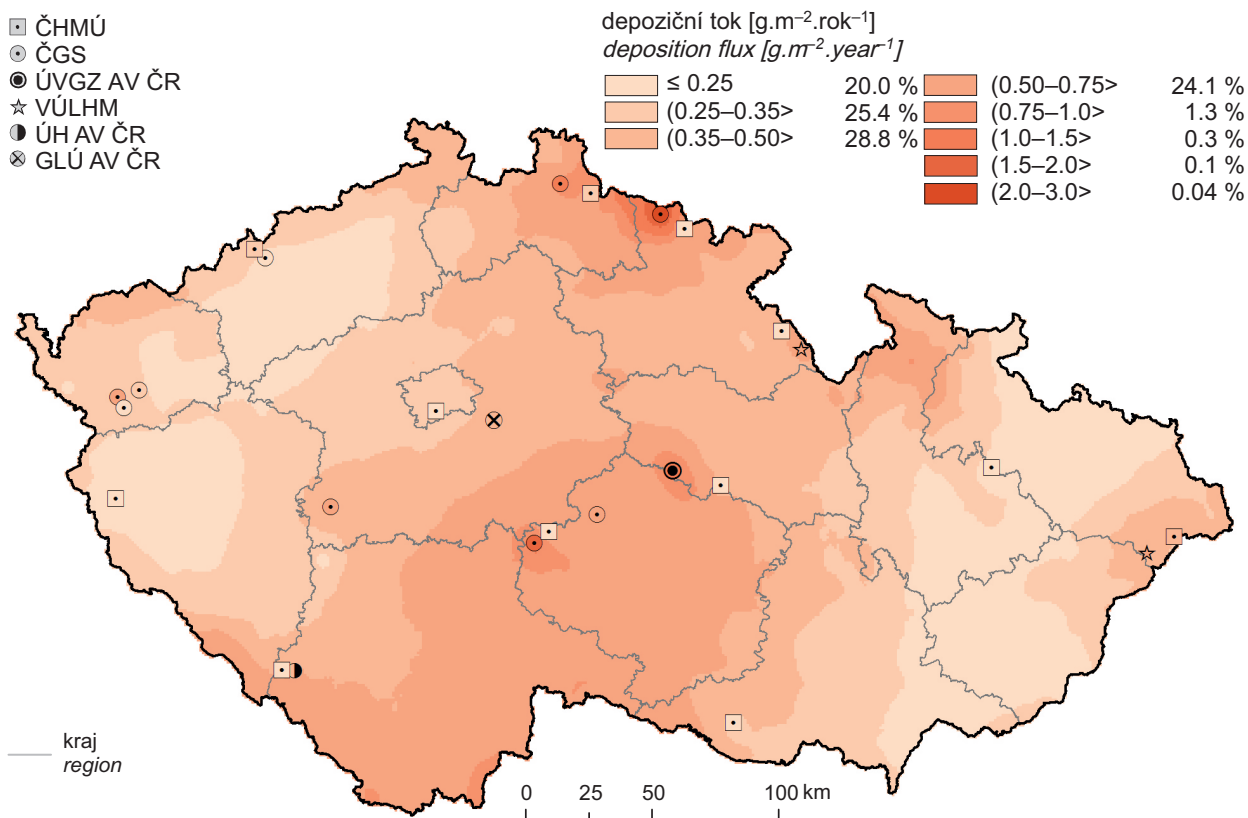 ČHMÚ
ČGS
ÚVGZ AV ČR
VÚLHM
ÚH AV ČR
GLÚ AV ČR
depoziční tok [g.m⁻².rok⁻¹]
deposition flux [g.m⁻².year⁻¹]
≤ 0.25 20.0 %
(0.25–0.35> 25.4 %
(0.35–0.50> 28.8 %
(0.50–0.75> 24.1 %
(0.75–1.0> 1.3 %
(1.0–1.5> 0.3 %
(1.5–2.0> 0.1 %
(2.0–3.0> 0.04 %
kraj
region
0 25 50 100 km